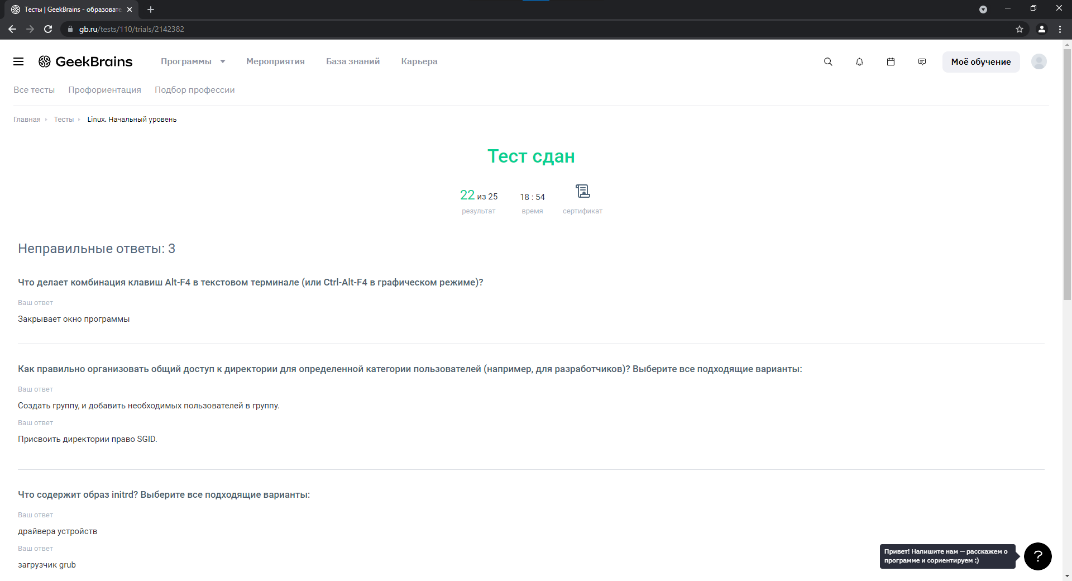 Тесты | GeekBrains - образовате
gb.ru/tests/110/trials/2142382
GeekBrains
Программы
Мероприятия
База знаний
Карьера
Моё обучение
Все тесты
Профориентация
Подбор профессии
Главная
Тесты
Linux. Начальный уровень
Тест сдан
22 из 25
18 : 54
результат
время
сертификат
Неправильные ответы: 3
Что делает комбинация клавиш Alt-F4 в текстовом терминале (или Ctrl-Alt-F4 в графическом режиме)?
Ваш ответ
Закрывает окно программы
Как правильно организовать общий доступ к директории для определенной категории пользователей (например, для разработчиков)? Выберите все подходящие варианты:
Ваш ответ
Создать группу, и добавить необходимых пользователей в группу.
Ваш ответ
Присвоить директории право SGID.
Что содержит образ initrd? Выберите все подходящие варианты:
Ваш ответ
драйвера устройств
Ваш ответ
загрузчик grub
Привет! Напишите нам — расскажем о
программе и сориентируем :)
?